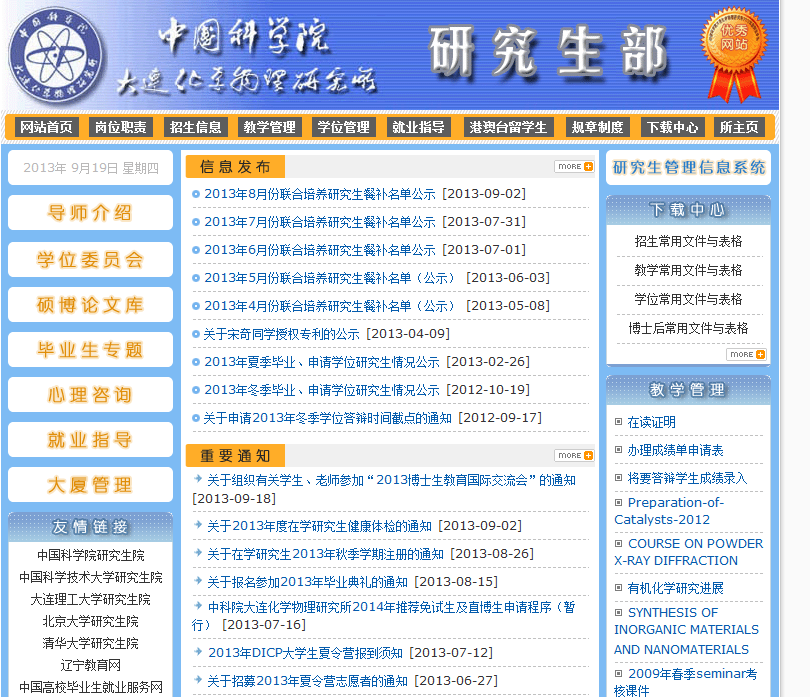 中国科学院
大连化学物理研究所
研究生部
优秀
网站
网站首页 岗位职责 招生信息 教学管理 学位管理 就业指导 港澳台留学生 规章制度 下载中心 所主页
2013年 9月19日 星期四
导师介绍
学位委员会
硕博论文库
毕业生专题
心理咨询
就业指导
大厦管理
友情链接
中国科学院研究生院
中国科学技术大学研究生院
大连理工大学研究生院
北京大学研究生院
清华大学研究生院
辽宁教育网
中国高校毕业生就业服务网
信息发布
MORE
2013年8月份联合培养研究生餐补名单公示 [2013-09-02]
2013年7月份联合培养研究生餐补名单公示 [2013-07-31]
2013年6月份联合培养研究生餐补名单公示 [2013-07-01]
2013年5月份联合培养研究生餐补名单（公示） [2013-06-03]
2013年4月份联合培养研究生餐补名单（公示） [2013-05-08]
关于宋奇同学授权专利的公示 [2013-04-09]
2013年夏季毕业、申请学位研究生情况公示 [2013-02-26]
2013年冬季毕业、申请学位研究生情况公示 [2012-10-19]
关于申请2013年冬季学位答辩时间截点的通知 [2012-09-17]
重要通知
MORE
关于组织有关学生、老师参加“2013博士生教育国际交流会”的通知
[2013-09-18]
关于2013年度在学研究生健康体检的通知 [2013-09-02]
关于在学研究生2013年秋季学期注册的通知 [2013-08-26]
关于报名参加2013年毕业典礼的通知 [2013-08-15]
中科院大连化学物理研究所2014年推荐免试生及直博生申请程序（暂
行） [2013-07-16]
2013年DICP大学生夏令营报到须知 [2013-07-12]
关于招募2013年夏令营志愿者的通知 [2013-06-27]
研究生管理信息系统
下载中心
招生常用文件与表格
教学常用文件与表格
学位常用文件与表格
博士后常用文件与表格
MORE
教学管理
在读证明
办理成绩单申请表
将要答辩学生成绩录入
Preparation-of-
Catalysts-2012
COURSE ON POWDER
X-RAY DIFFRACTION
有机化学研究进展
SYNTHESIS OF
INORGANIC MATERIALS
AND NANOMATERIALS
2009年春季seminar考
核课件